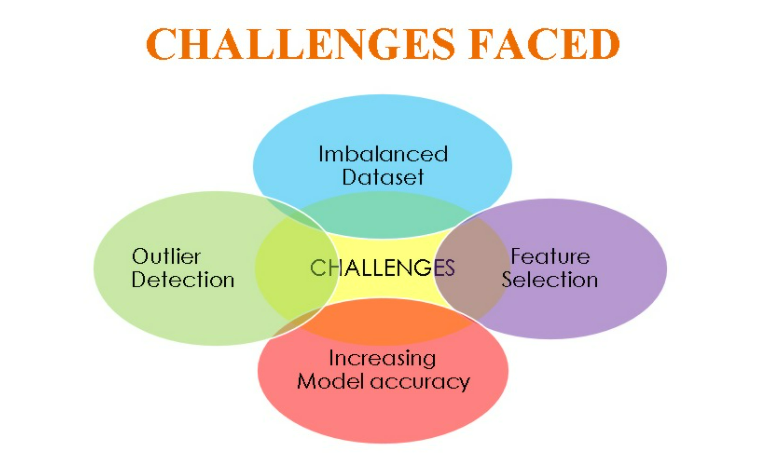 CHALLENGES FACED
Imbalanced
Dataset
Outlier
Detection
CHALLENGES
Feature
Selection
Increasing
Model accuracy